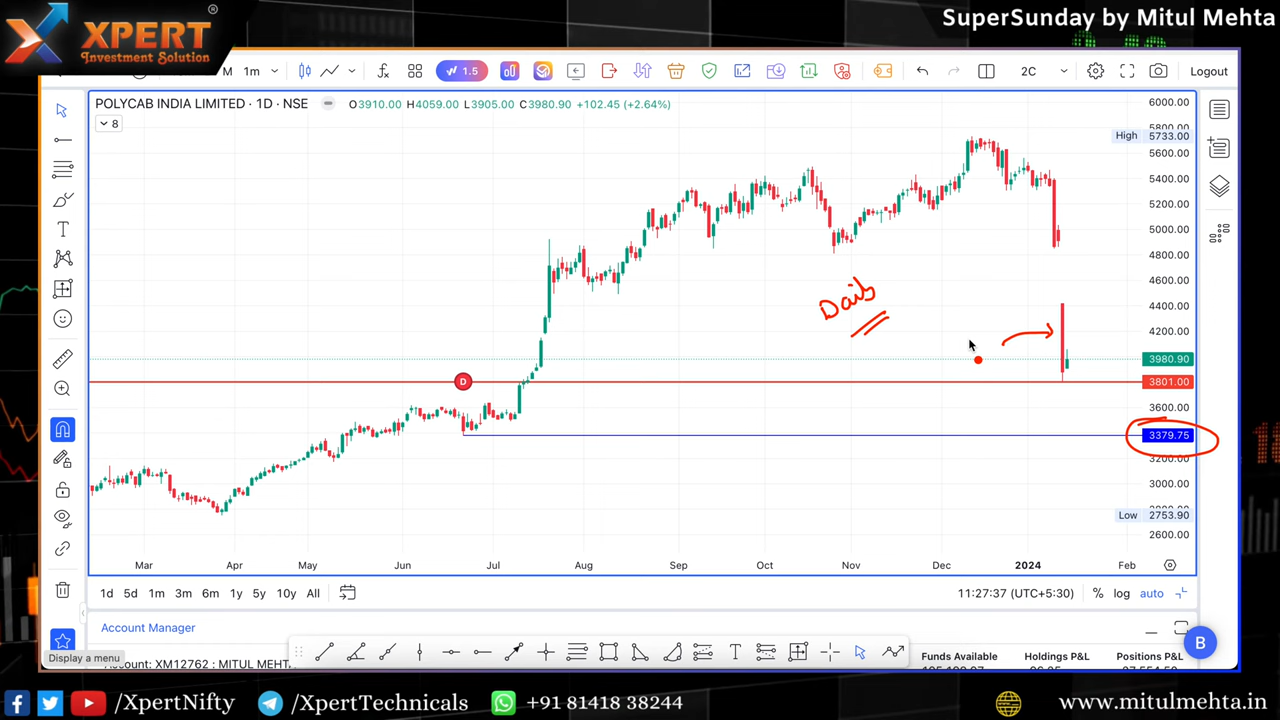 XPERT
®
Investment Solution
SuperSunday by Mitul Mehta
M 1m 1.5 2C Logout
POLYCAB INDIA LIMITED · 1D · NSE O3910.00 H4059.00 L3905.00 C3980.90 +102.45 (+2.64%)
8
6000.00
5800.00
High 5733.00
5600.00
5400.00
5200.00
5000.00
4800.00
4600.00
4400.00
4200.00
3980.90
D
3801.00
3600.00
3379.75
3200.00
3000.00
2800.00
Low 2753.90
2600.00
Daily
Mar Apr May Jun Jul Aug Sep Oct Nov Dec 2024 Feb
1d 5d 1m 3m 6m 1y 5y 10y All 11:27:37 (UTC+5:30) % log auto
Account Manager
B
Display a menu
Account: XM12762 : MITUL MEHTA
Funds Available Holdings P&L Positions P&L
/XpertNifty /XpertTechnicals +91 81418 38244 www.mitulmehta.in